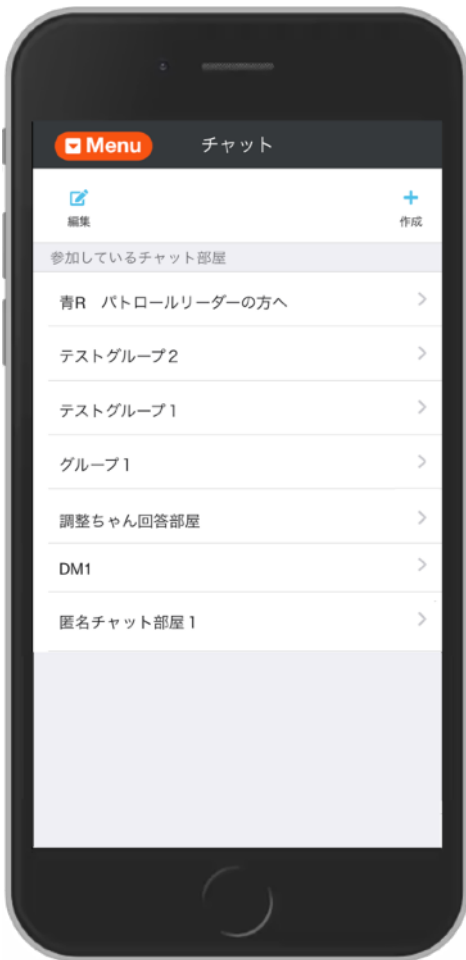 Menu
チャット
編集
作成
参加しているチャット部屋
青R　パトロールリーダーの方へ
テストグループ２
テストグループ１
グループ１
調整ちゃん回答部屋
DM1
匿名チャット部屋１